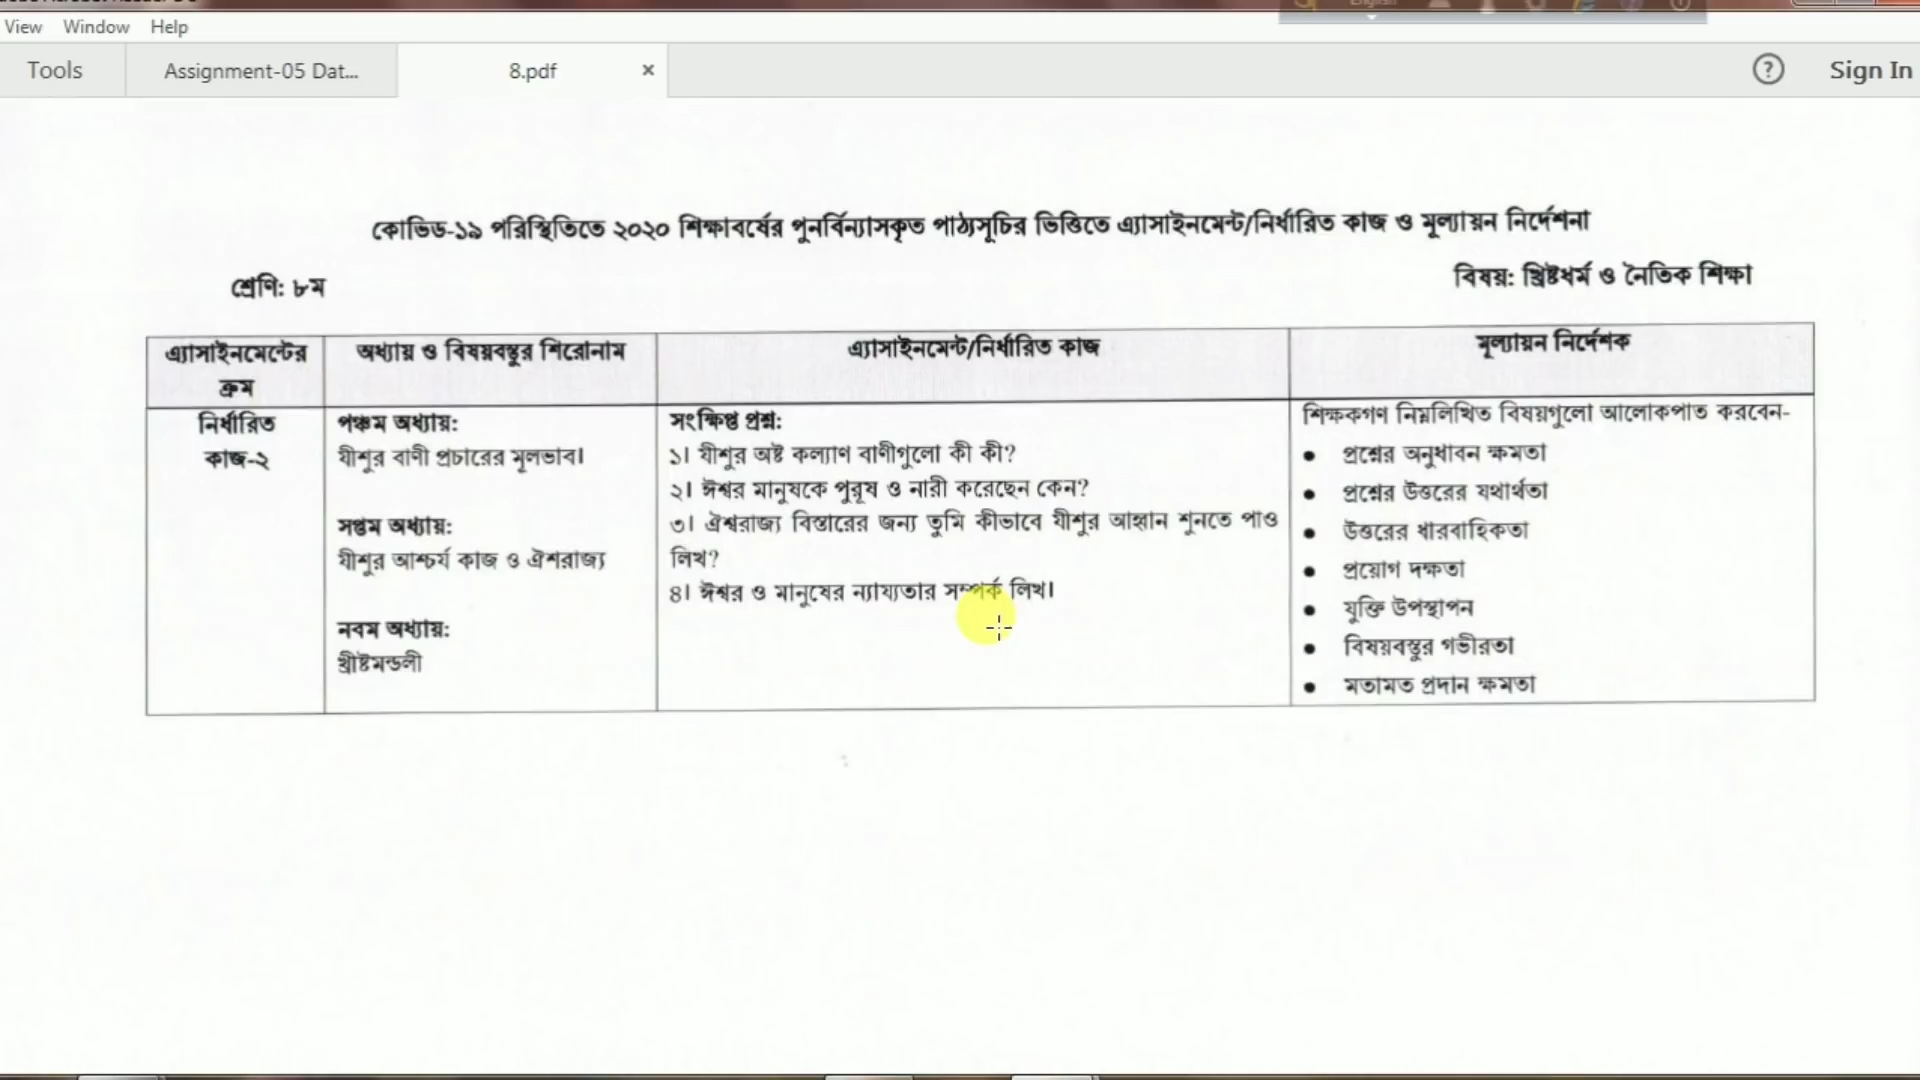 View Window Help
Tools Assignment-05 Dat... 8.pdf × ? Sign In
কোভিড-১৯ পরিস্থিতিতে ২০২০ শিক্ষাবর্ষের পুনর্বিন্যাসকৃত পাঠ্যসূচির ভিত্তিতে এ্যাসাইনমেন্ট/নির্ধারিত কাজ ও মূল্যায়ন নির্দেশনা
শ্রেণি: ৮ম
বিষয়: খ্রিষ্টধর্ম ও নৈতিক শিক্ষা
এ্যাসাইনমেন্টের
ক্রম
অধ্যায় ও বিষয়বস্তুর শিরোনাম
এ্যাসাইনমেন্ট/নির্ধারিত কাজ
মূল্যায়ন নির্দেশক
নির্ধারিত
কাজ-২
পঞ্চম অধ্যায়:
যীশুর বাণী প্রচারের মূলভাব।
সপ্তম অধ্যায়:
যীশুর আশ্চর্য কাজ ও ঐশরাজ্য
নবম অধ্যায়:
খ্রীষ্টমন্ডলী
সংক্ষিপ্ত প্রশ্ন:
১। যীশুর অষ্ট কল্যাণ বাণীগুলো কী কী?
২। ঈশ্বর মানুষকে পুরূষ ও নারী করেছেন কেন?
৩। ঐশ্বরাজ্য বিস্তারের জন্য তুমি কীভাবে যীশুর আহ্বান শুনতে পাও
লিখ?
৪। ঈশ্বর ও মানুষের ন্যায্যতার সম্পর্ক লিখ।
শিক্ষকগণ নিম্নলিখিত বিষয়গুলো আলোকপাত করবেন-
• প্রশ্নের অনুধাবন ক্ষমতা
• প্রশ্নের উত্তরের যথার্থতা
• উত্তরের ধারবাহিকতা
• প্রয়োগ দক্ষতা
• যুক্তি উপস্থাপন
• বিষয়বস্তুর গভীরতা
• মতামত প্রদান ক্ষমতা